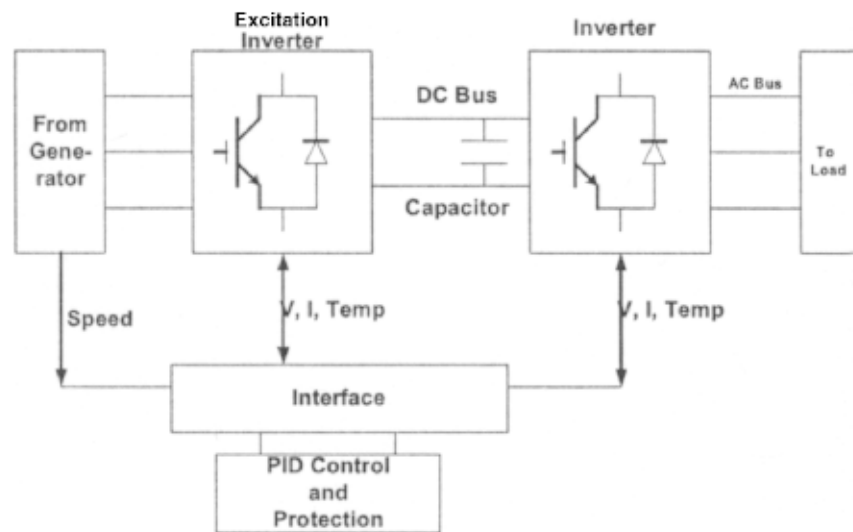 Excitation
Inverter
Inverter
From
Gene-
rator
DC Bus
Capacitor
AC Bus
To
Load
Speed
V, I, Temp
V, I, Temp
Interface
PID Control
and
Protection